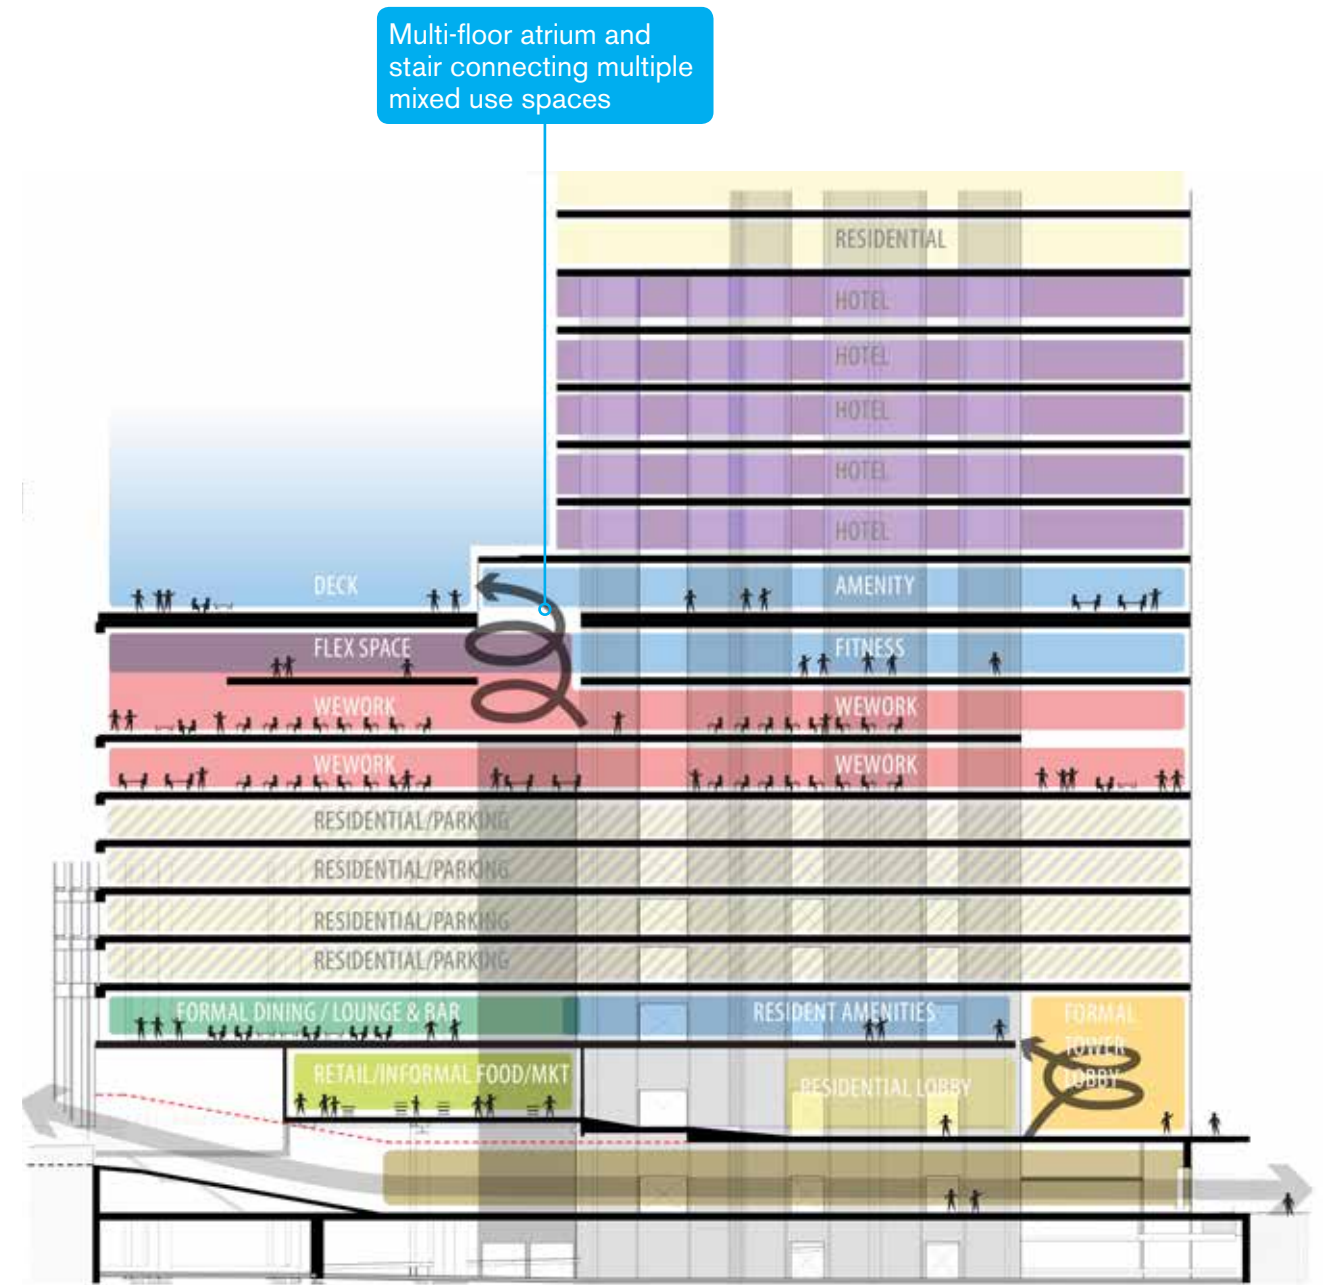 Multi-floor atrium and
stair connecting multiple
mixed use spaces
RESIDENTIAL
HOTEL
HOTEL
HOTEL
HOTEL
HOTEL
DECK
AMENITY
FLEX SPACE
FITNESS
WEWORK
WEWORK
WEWORK
WEWORK
RESIDENTIAL/PARKING
RESIDENTIAL/PARKING
RESIDENTIAL/PARKING
RESIDENTIAL/PARKING
FORMAL DINING / LOUNGE & BAR
RESIDENT AMENITIES
FORMAL
TOWER
LOBBY
RETAIL/INFORMAL FOOD/MKT
RESIDENTIAL LOBBY